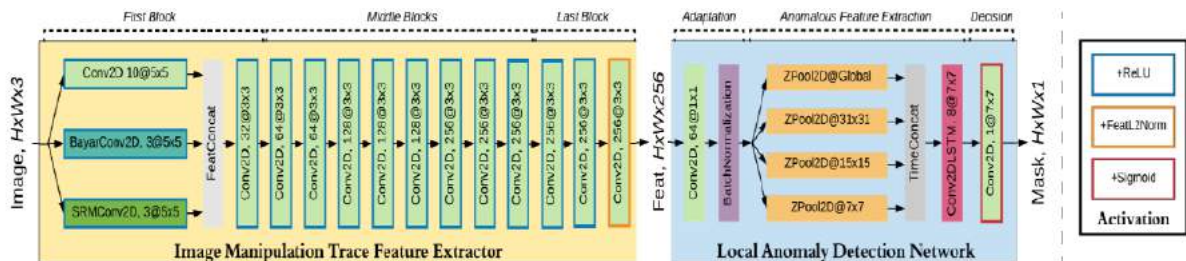 First Block
Middle Blocks
Last Block
Adaptation
Anomalous Feature Extraction
Decision
Image, HxWx3
Conv2D 10@5x5
BayarConv2D, 3@5x5
SRMConv2D, 3@5x5
FeatConcat
Conv2D, 32@3x3
Conv2D, 64@3x3
Conv2D, 64@3x3
Conv2D, 128@3x3
Conv2D, 128@3x3
Conv2D, 128@3x3
Conv2D, 256@3x3
Conv2D, 256@3x3
Conv2D, 256@3x3
Conv2D, 256@3x3
Conv2D, 256@3x3
Image Manipulation Trace Feature Extractor
Feat, HxWx256
Conv2D, 64@1x1
BatchNormalization
ZPool2D@Global
ZPool2D@31x31
ZPool2D@15x15
ZPool2D@7x7
TimeConcat
Conv2DLSTM, 8@7x7
Conv2D, 1@7x7
Local Anomaly Detection Network
Mask, HxWx1
+ReLU
+FeatL2Norm
+Sigmoid
Activation